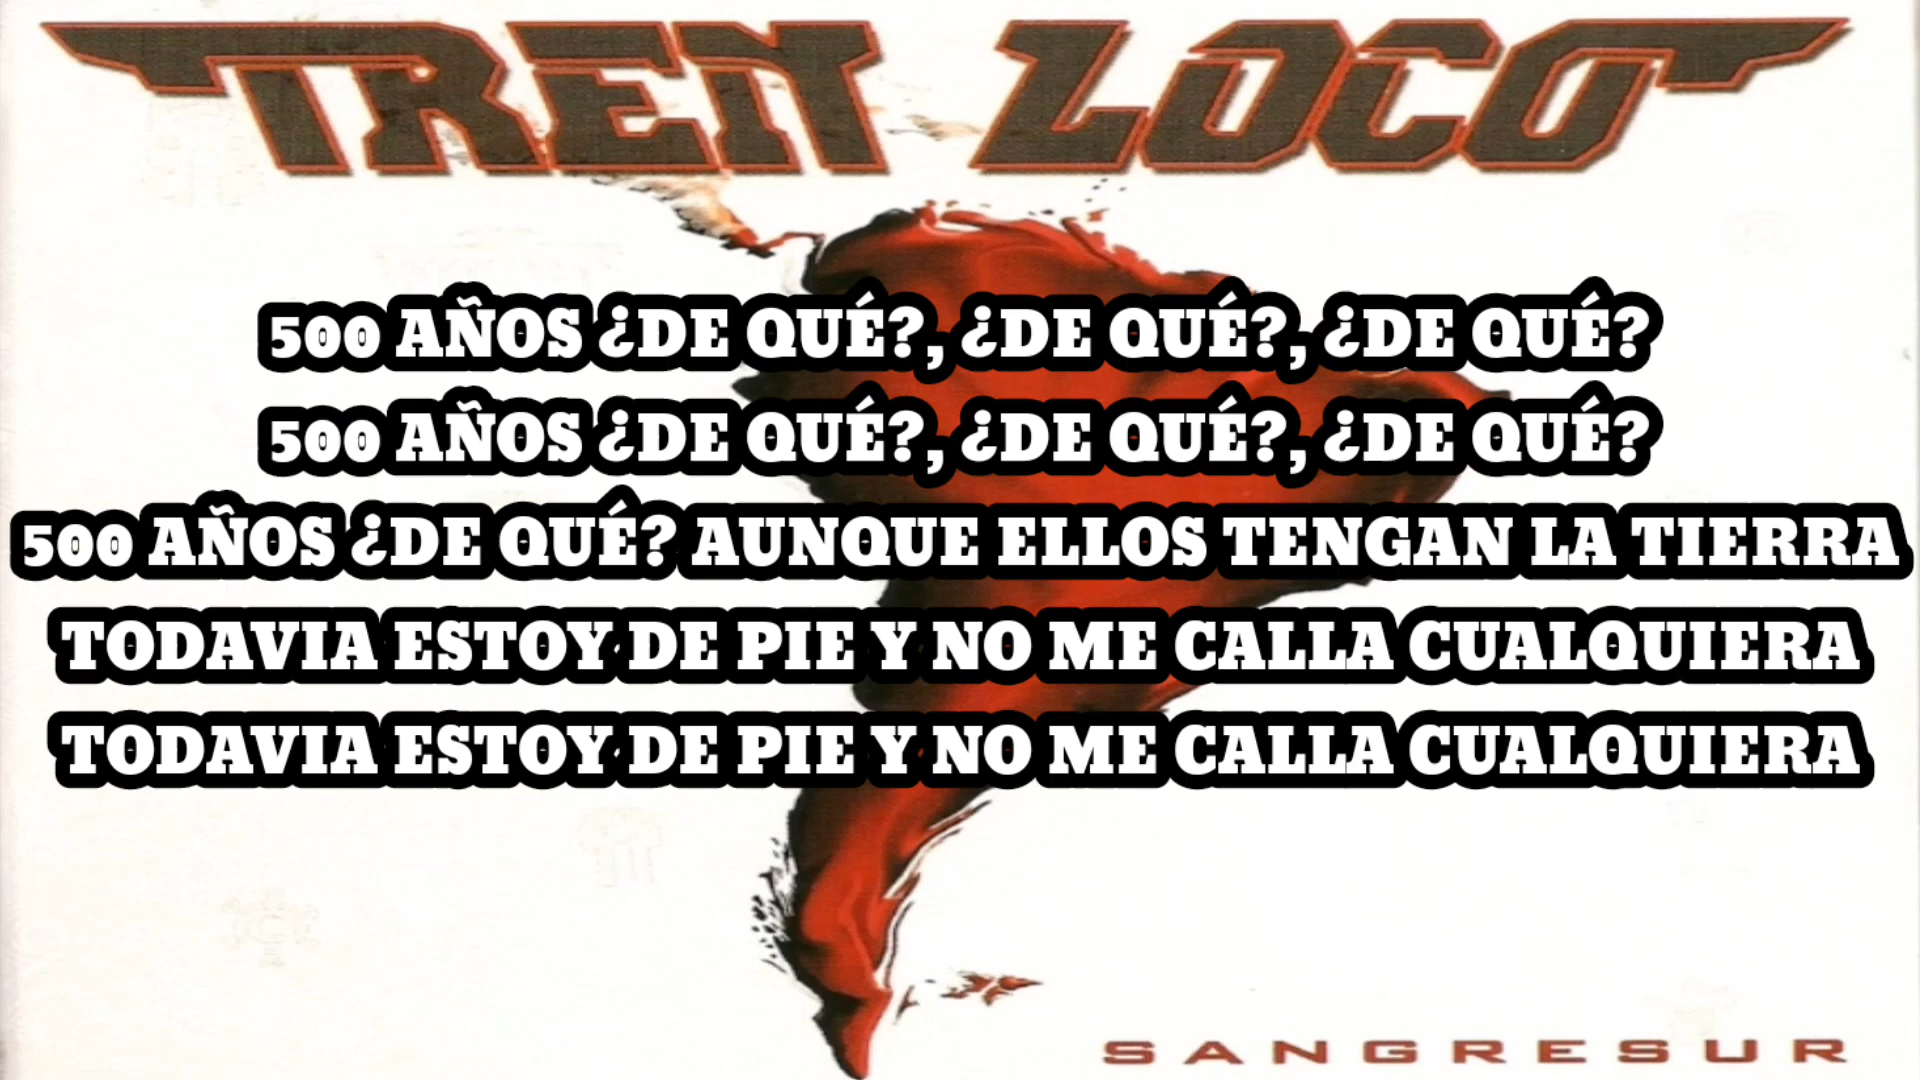 TREN LOCO
500 AÑOS ¿DE QUÉ?, ¿DE QUÉ?, ¿DE QUÉ?
500 AÑOS ¿DE QUÉ?, ¿DE QUÉ?, ¿DE QUÉ?
500 AÑOS ¿DE QUÉ? AUNQUE ELLOS TENGAN LA TIERRA
TODAVIA ESTOY DE PIE Y NO ME CALLA CUALQUIERA
TODAVIA ESTOY DE PIE Y NO ME CALLA CUALQUIERA
SANGRESUR